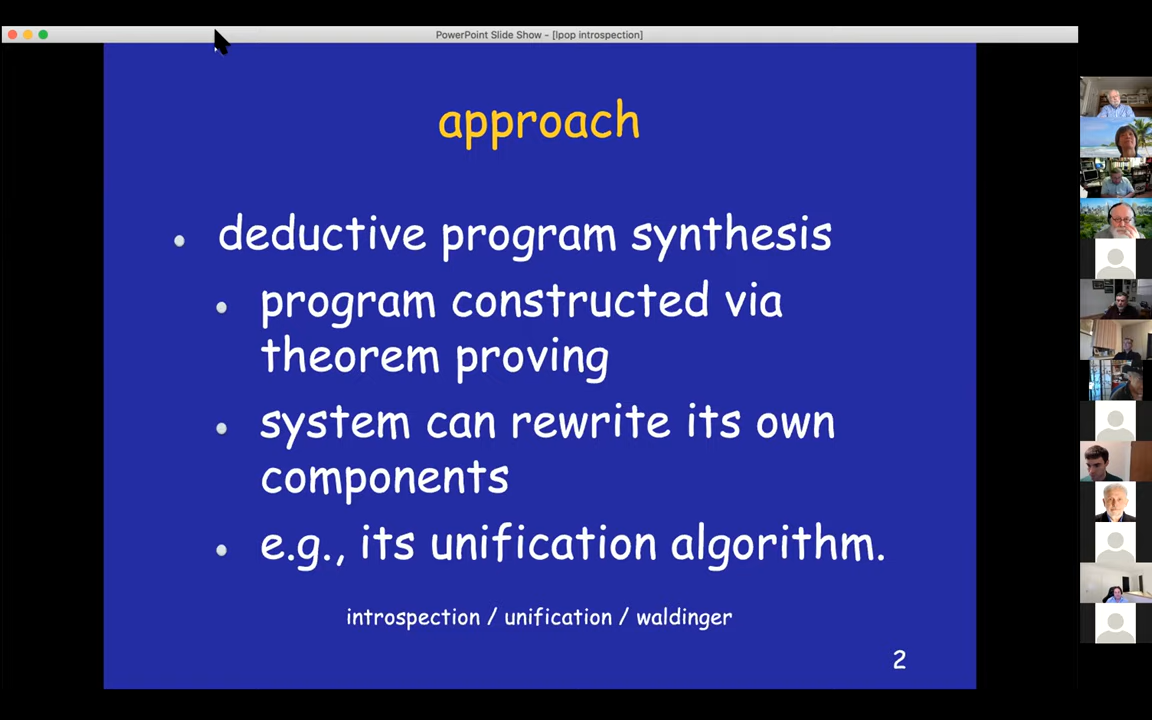 PowerPoint Slide Show - [lpop introspection]
approach
• deductive program synthesis
• program constructed via
theorem proving
• system can rewrite its own
components
• e.g., its unification algorithm.
introspection / unification / waldinger
2